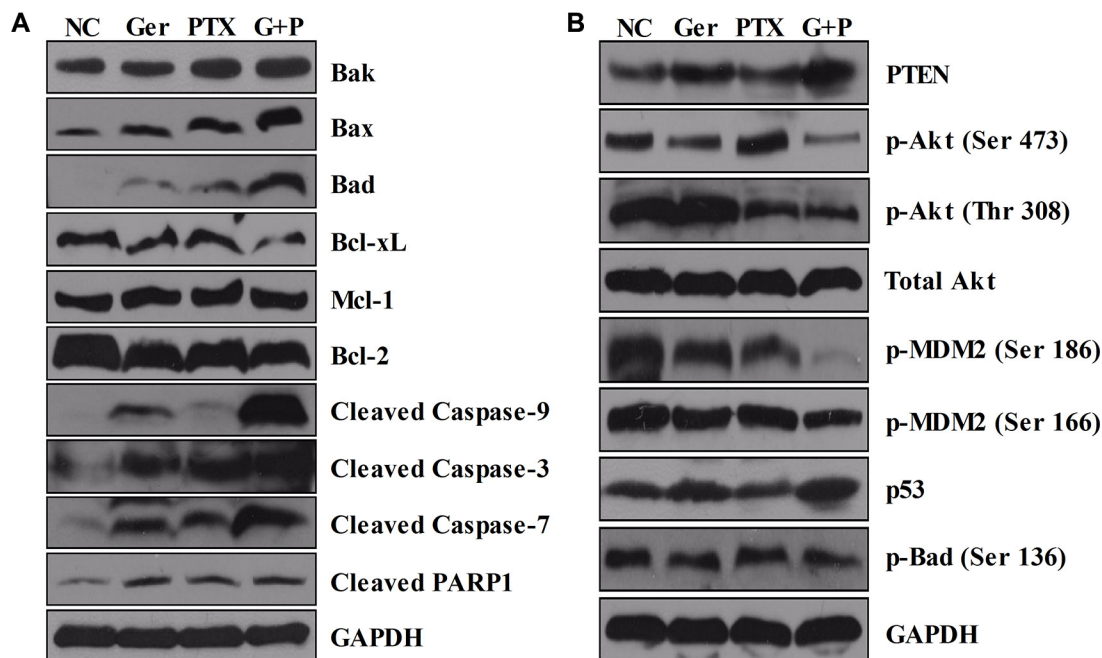 A
NC Ger PTX G+P
Bak
Bax
Bad
Bcl-xL
Mcl-1
Bcl-2
Cleaved Caspase-9
Cleaved Caspase-3
Cleaved Caspase-7
Cleaved PARP1
GAPDH
B
NC Ger PTX G+P
PTEN
p-Akt (Ser 473)
p-Akt (Thr 308)
Total Akt
p-MDM2 (Ser 186)
p-MDM2 (Ser 166)
p53
p-Bad (Ser 136)
GAPDH